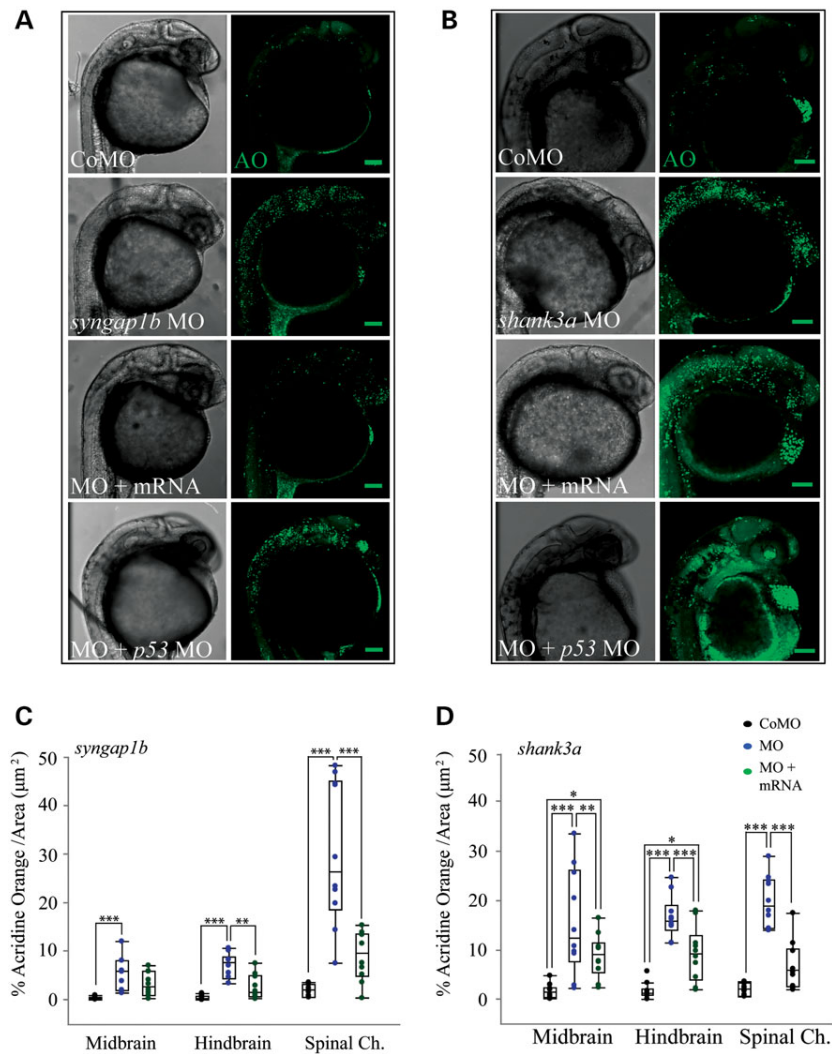 A
B
CoMO AO
CoMO AO
syngap1b MO
shank3a MO
MO + mRNA
MO + mRNA
MO + p53 MO
MO + p53 MO
C
syngap1b
% Acridine Orange /Area (μm²)
50
40
30
20
10
0
***
*** **
*** ***
Midbrain Hindbrain Spinal Ch.
D
shank3a
CoMO
MO
MO +
mRNA
% Acridine Orange /Area (μm²)
50
40
30
20
10
0
*
*** **
*
*** ***
*** ***
Midbrain Hindbrain Spinal Ch.